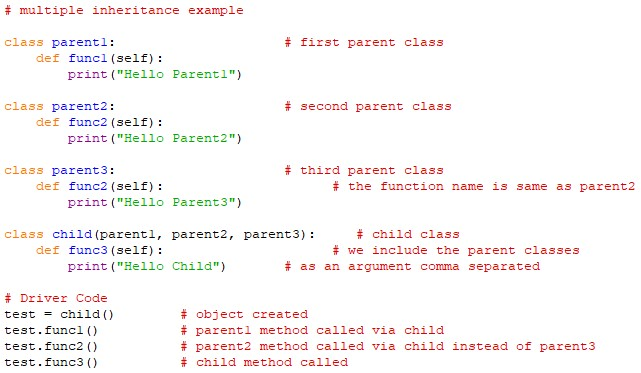 # multiple inheritance example
class parent1: # first parent class
def func1(self):
print("Hello Parent1")
class parent2: # second parent class
def func2(self):
print("Hello Parent2")
class parent3: # third parent class
def func2(self): # the function name is same as parent2
print("Hello Parent3")
class child(parent1, parent2, parent3): # child class
def func3(self): # we include the parent classes
print("Hello Child") # as an argument comma separated
# Driver Code
test = child() # object created
test.func1() # parent1 method called via child
test.func2() # parent2 method called via child instead of parent3
test.func3() # child method called